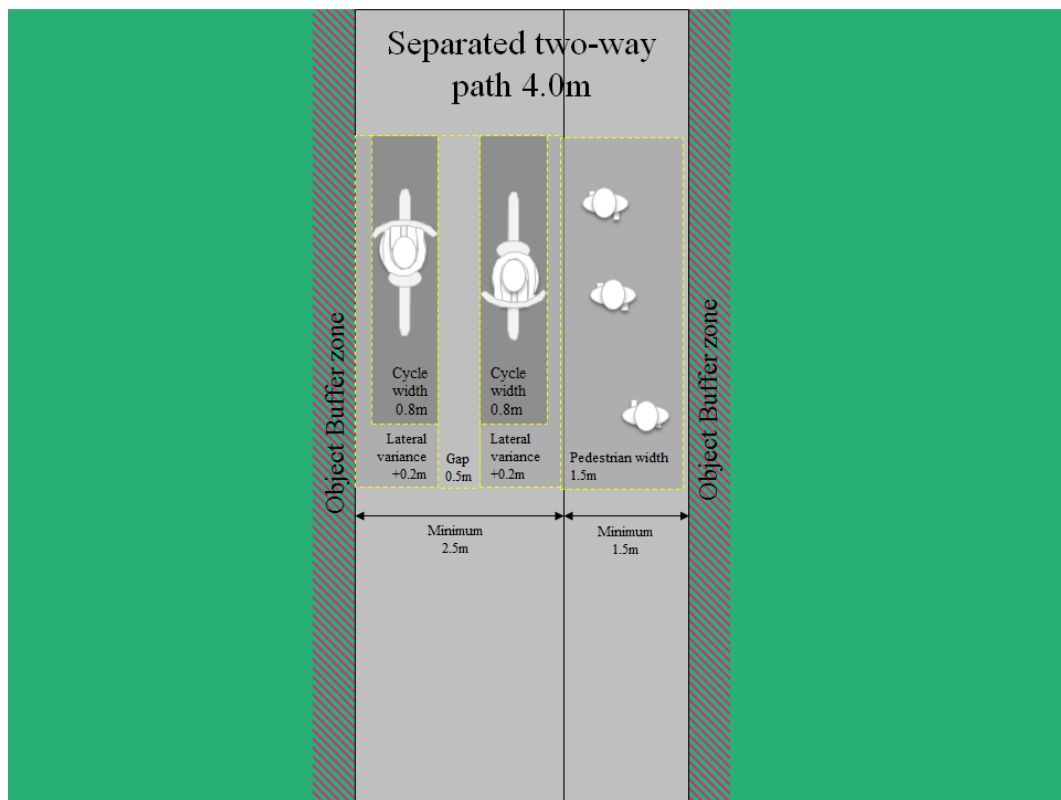 Separated two-way
path 4.0m
Object Buffer zone
Cycle
width
0.8m
Cycle
width
0.8m
Lateral
variance
+0.2m
Gap
0.5m
Lateral
variance
+0.2m
Pedestrian width
1.5m
Object Buffer zone
Minimum
2.5m
Minimum
1.5m